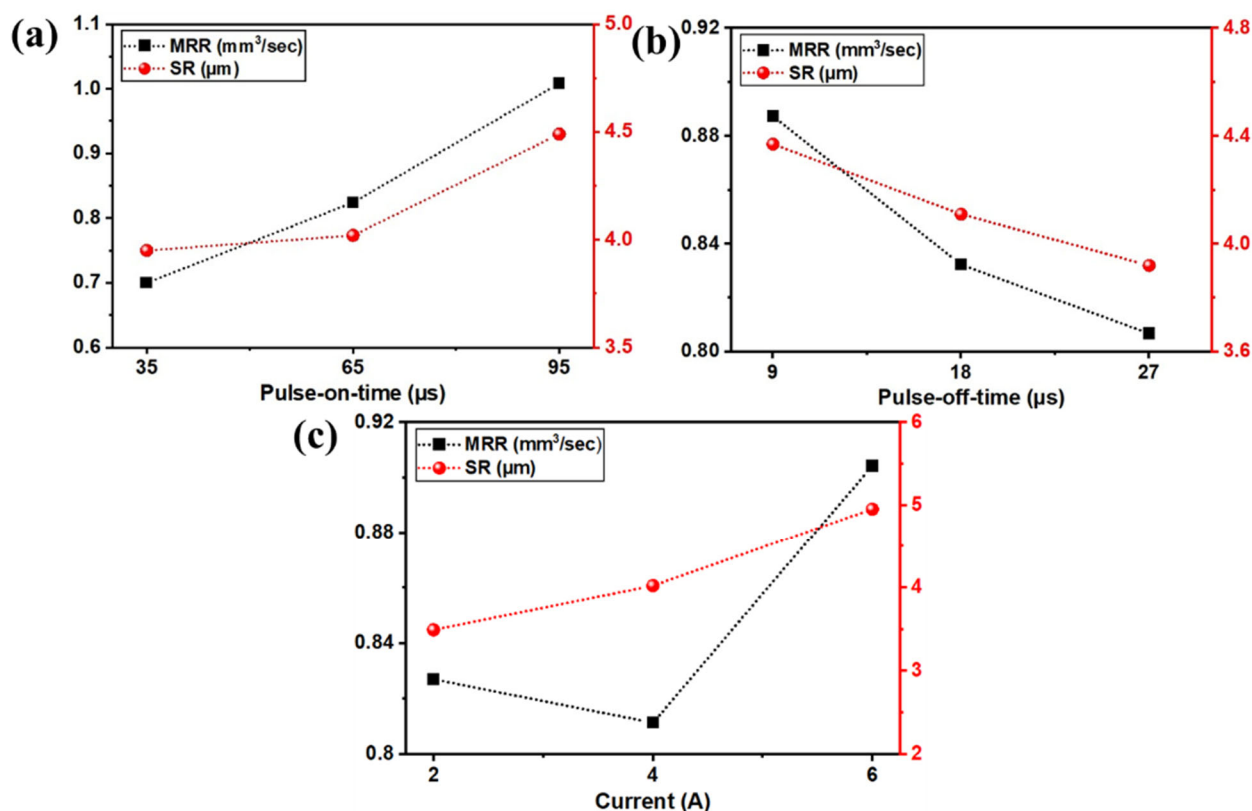 (a)
MRR (mm³/sec)
SR (µm)
1.1
1.0
0.9
0.8
0.7
0.6
5.0
4.5
4.0
3.5
35 65 95
Pulse-on-time (µs)
(b)
MRR (mm³/sec)
SR (µm)
0.92
0.88
0.84
0.80
4.8
4.4
4.0
3.6
9 18 27
Pulse-off-time (µs)
(c)
MRR (mm³/sec)
SR (µm)
0.92
0.88
0.84
0.8
6
5
4
3
2
2 4 6
Current (A)